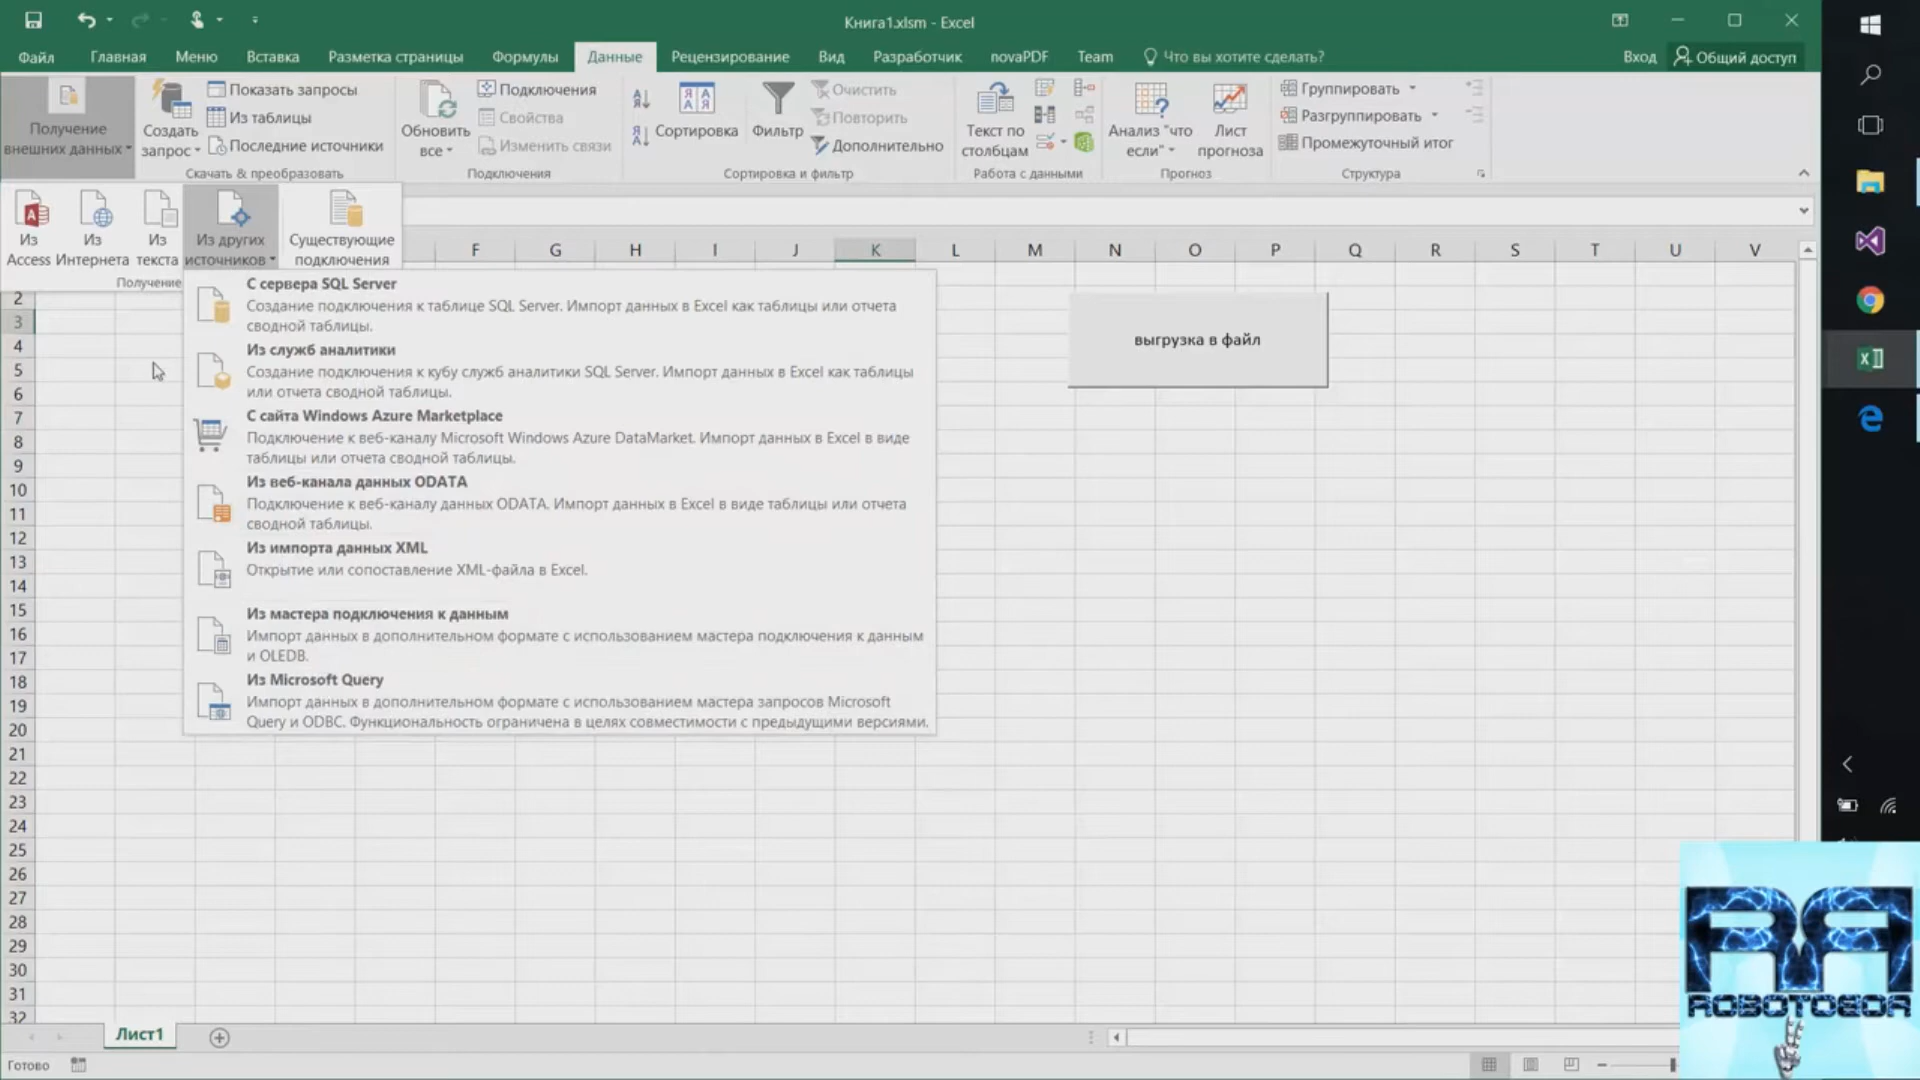 Книга1.xlsm - Excel
Файл Главная Меню Вставка Разметка страницы Формулы Данные Рецензирование Вид Разработчик novaPDF Team Что вы хотите сделать? Вход Общий доступ
Получение
внешних данных
Создать
запрос
Показать запросы
Из таблицы
Последние источники
Скачать & преобразовать
Обновить
все
Подключения
Свойства
Изменить связи
Подключения
Сортировка
Фильтр
Очистить
Повторить
Дополнительно
Сортировка и фильтр
Текст по
столбцам
Работа с данными
Анализ "что
если"
Лист
прогноза
Прогноз
Группировать
Разгруппировать
Промежуточный итог
Структура
Из
Access
Из
Интернета
Из
текста
Из других
источников
Существующие
подключения
Получение
F G H I J K L M N O P Q R S T U V
С сервера SQL Server
Создание подключения к таблице SQL Server. Импорт данных в Excel как таблицы или отчета
сводной таблицы.
Из служб аналитики
Создание подключения к кубу служб аналитики SQL Server. Импорт данных в Excel как таблицы
или отчета сводной таблицы.
С сайта Windows Azure Marketplace
Подключение к веб-каналу Microsoft Windows Azure DataMarket. Импорт данных в Excel в виде
таблицы или отчета сводной таблицы.
Из веб-канала данных ODATA
Подключение к веб-каналу данных ODATA. Импорт данных в Excel в виде таблицы или отчета
сводной таблицы.
Из импорта данных XML
Открытие или сопоставление XML-файла в Excel.
Из мастера подключения к данным
Импорт данных в дополнительном формате с использованием мастера подключения к данным
и OLEDB.
Из Microsoft Query
Импорт данных в дополнительном формате с использованием мастера запросов Microsoft
Query и ODBC. Функциональность ограничена в целях совместимости с предыдущими версиями.
выгрузка в файл
2
3
4
5
6
7
8
9
10
11
12
13
14
15
16
17
18
19
20
21
22
23
24
25
26
27
28
29
30
31
32
Лист1
Готово